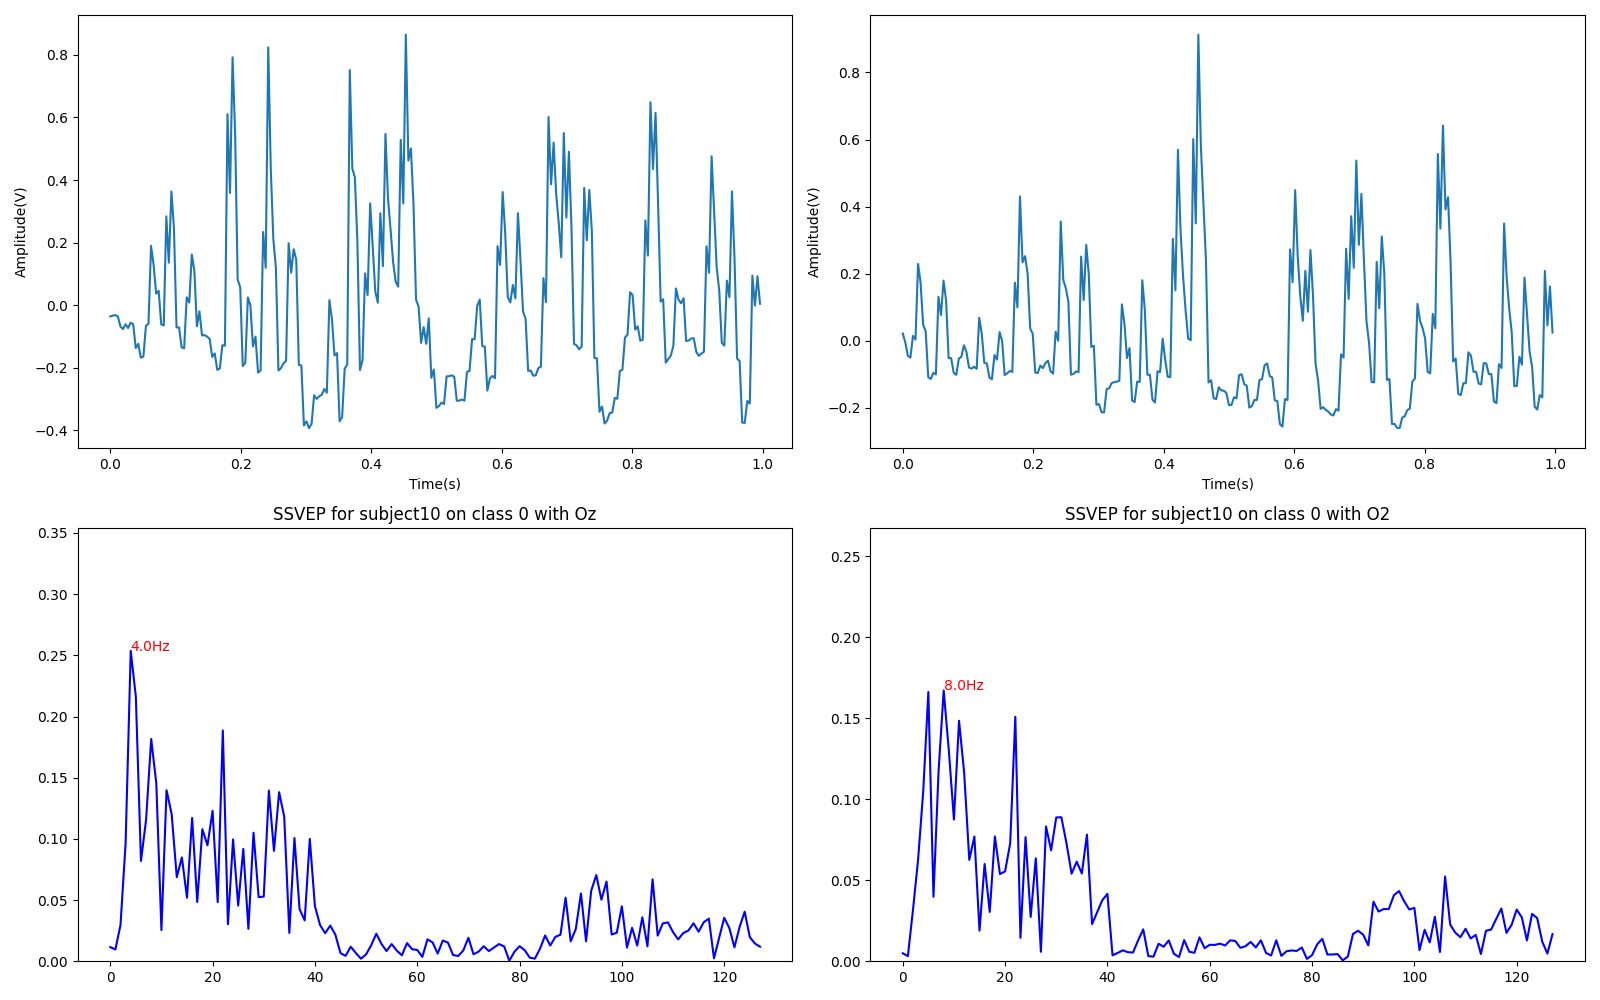 0.8
0.6
0.4
0.2
0.0
−0.2
−0.4
Amplitude(V)
0.0 0.2 0.4 0.6 0.8 1.0
Time(s)
0.8
0.6
0.4
0.2
0.0
−0.2
Amplitude(V)
0.0 0.2 0.4 0.6 0.8 1.0
Time(s)
SSVEP for subject10 on class 0 with Oz
0.35
0.30
0.25
0.20
0.15
0.10
0.05
0.00
4.0Hz
0 20 40 60 80 100 120
SSVEP for subject10 on class 0 with O2
0.25
0.20
0.15
0.10
0.05
0.00
8.0Hz
0 20 40 60 80 100 120